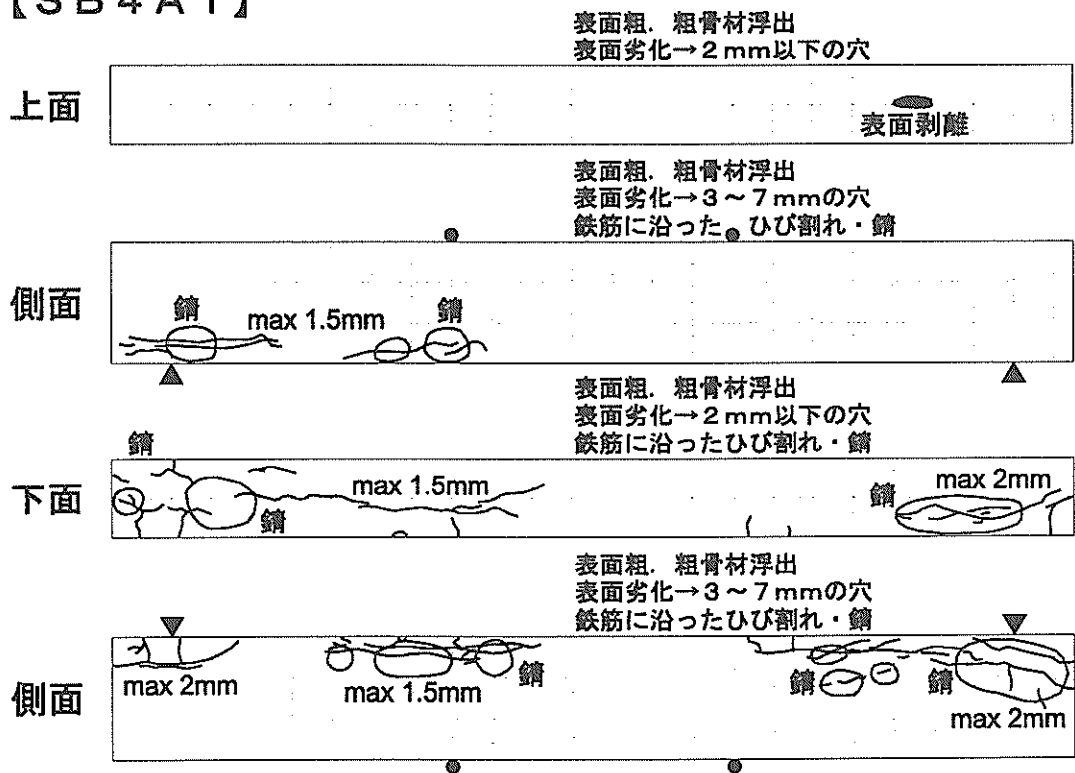 【SB4A1】
表面粗．粗骨材浮出
表面劣化→2mm以下の穴
上面
表面剥離
表面粗．粗骨材浮出
表面劣化→3～7mmの穴
鉄筋に沿った ひび割れ・錆
側面
錆
max 1.5mm
錆
表面粗．粗骨材浮出
表面劣化→2mm以下の穴
鉄筋に沿ったひび割れ・錆
錆
下面
max 1.5mm
錆
錆
max 2mm
表面粗．粗骨材浮出
表面劣化→3～7mmの穴
鉄筋に沿ったひび割れ・錆
側面
max 2mm
max 1.5mm
錆
錆
錆
max 2mm